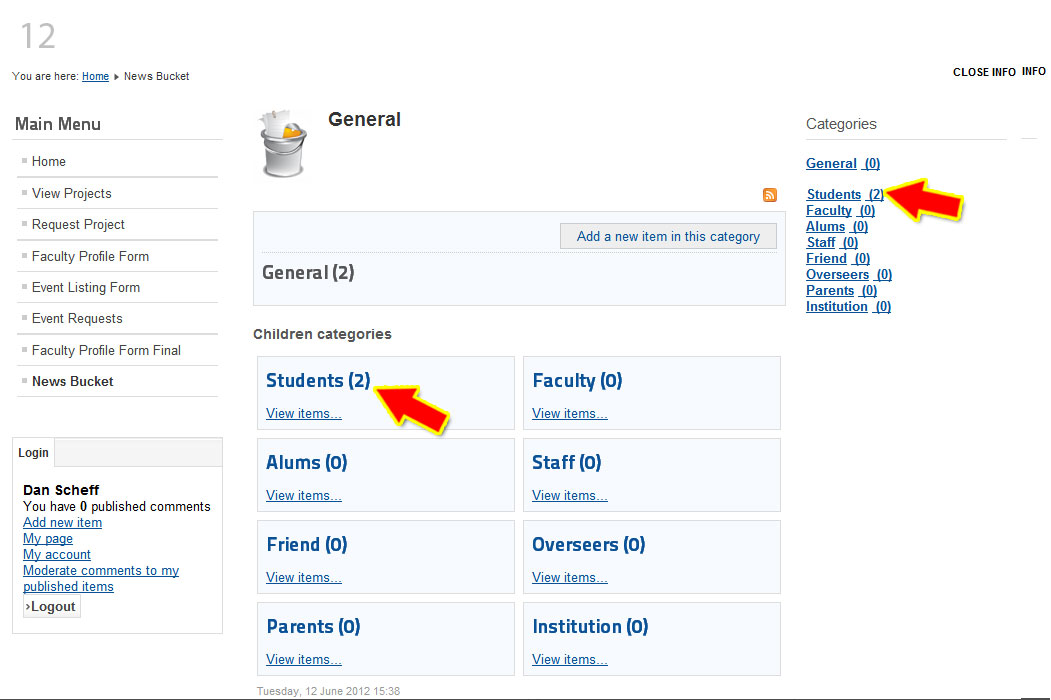 12
You are here: Home News Bucket
CLOSE INFO INFO
Main Menu
Home
View Projects
Request Project
Faculty Profile Form
Event Listing Form
Event Requests
Faculty Profile Form Final
News Bucket
Login
Dan Scheff
You have 0 published comments
Add new item
My page
My account
Moderate comments to my
published items
›Logout
General
Add a new item in this category
General (2)
Children categories
Students (2)
View items...
Faculty (0)
View items...
Alums (0)
View items...
Staff (0)
View items...
Friend (0)
View items...
Overseers (0)
View items...
Parents (0)
View items...
Institution (0)
View items...
Tuesday, 12 June 2012 15:38
Categories
General (0)
Students (2)
Faculty (0)
Alums (0)
Staff (0)
Friend (0)
Overseers (0)
Parents (0)
Institution (0)